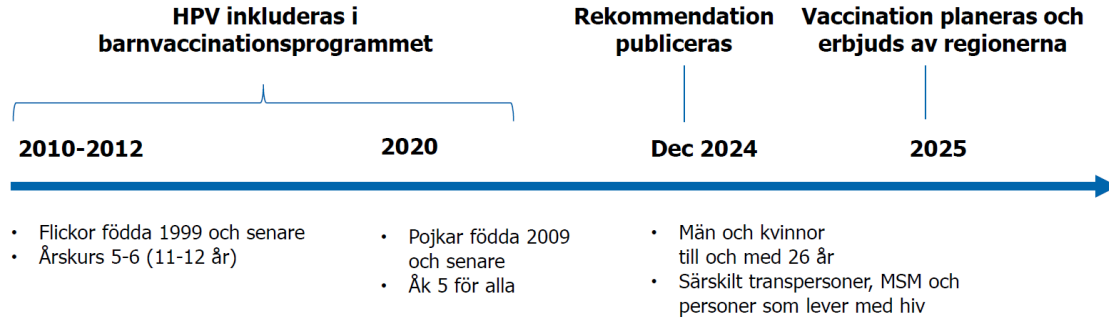 HPV inkluderas i
barnvaccinationsprogrammet
Rekommendation
publiceras
Vaccination planeras och
erbjuds av regionerna
2010-2012
2020
Dec 2024
2025
• Flickor födda 1999 och senare
• Årskurs 5-6 (11-12 år)
• Pojkar födda 2009
och senare
• Åk 5 för alla
• Män och kvinnor
till och med 26 år
• Särskilt transpersoner, MSM och
personer som lever med hiv